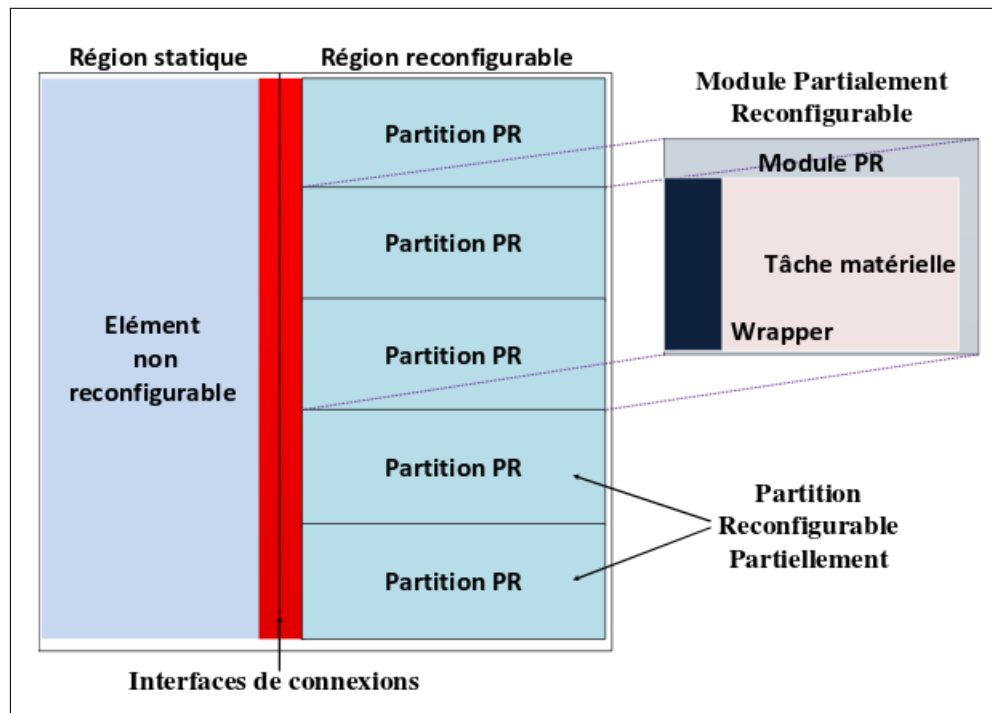 Région statique
Région reconfigurable
Module Partialement
Reconfigurable
Partition PR
Module PR
Partition PR
Tâche matérielle
Wrapper
Elément
non
reconfigurable
Partition PR
Partition PR
Partition
Reconfigurable
Partiellement
Partition PR
Interfaces de connexions